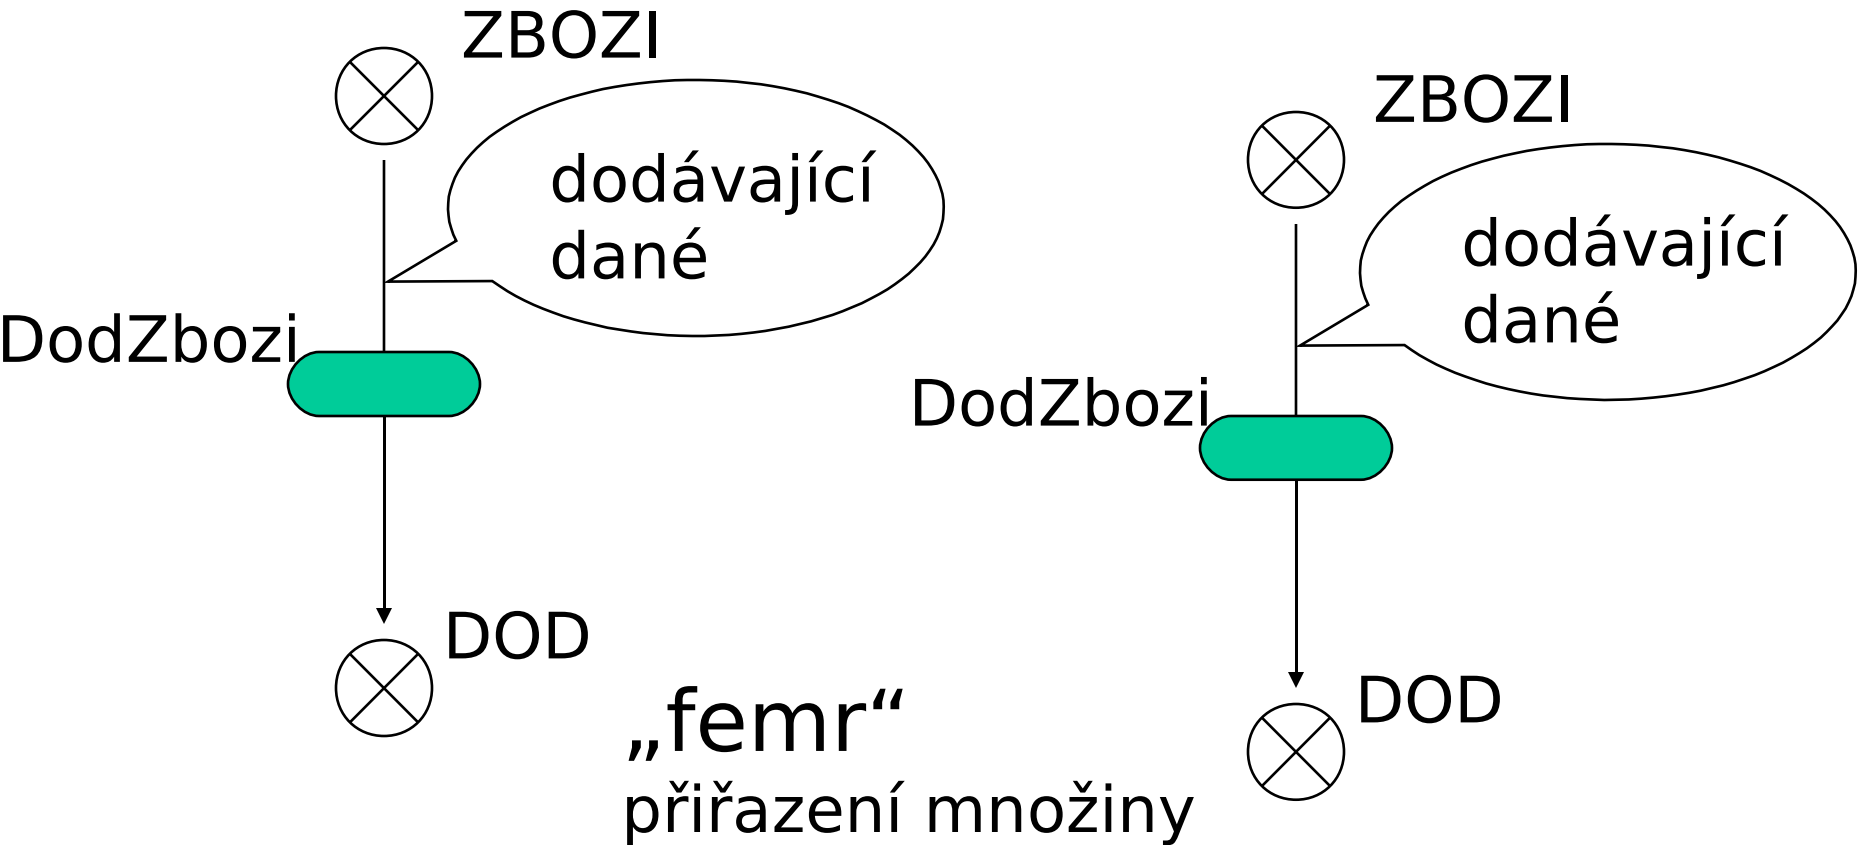 ZBOZI
dodávající
dané
DodZbozi
DOD
ZBOZI
dodávající
dané
DodZbozi
DOD
„femr“
přiřazení množiny